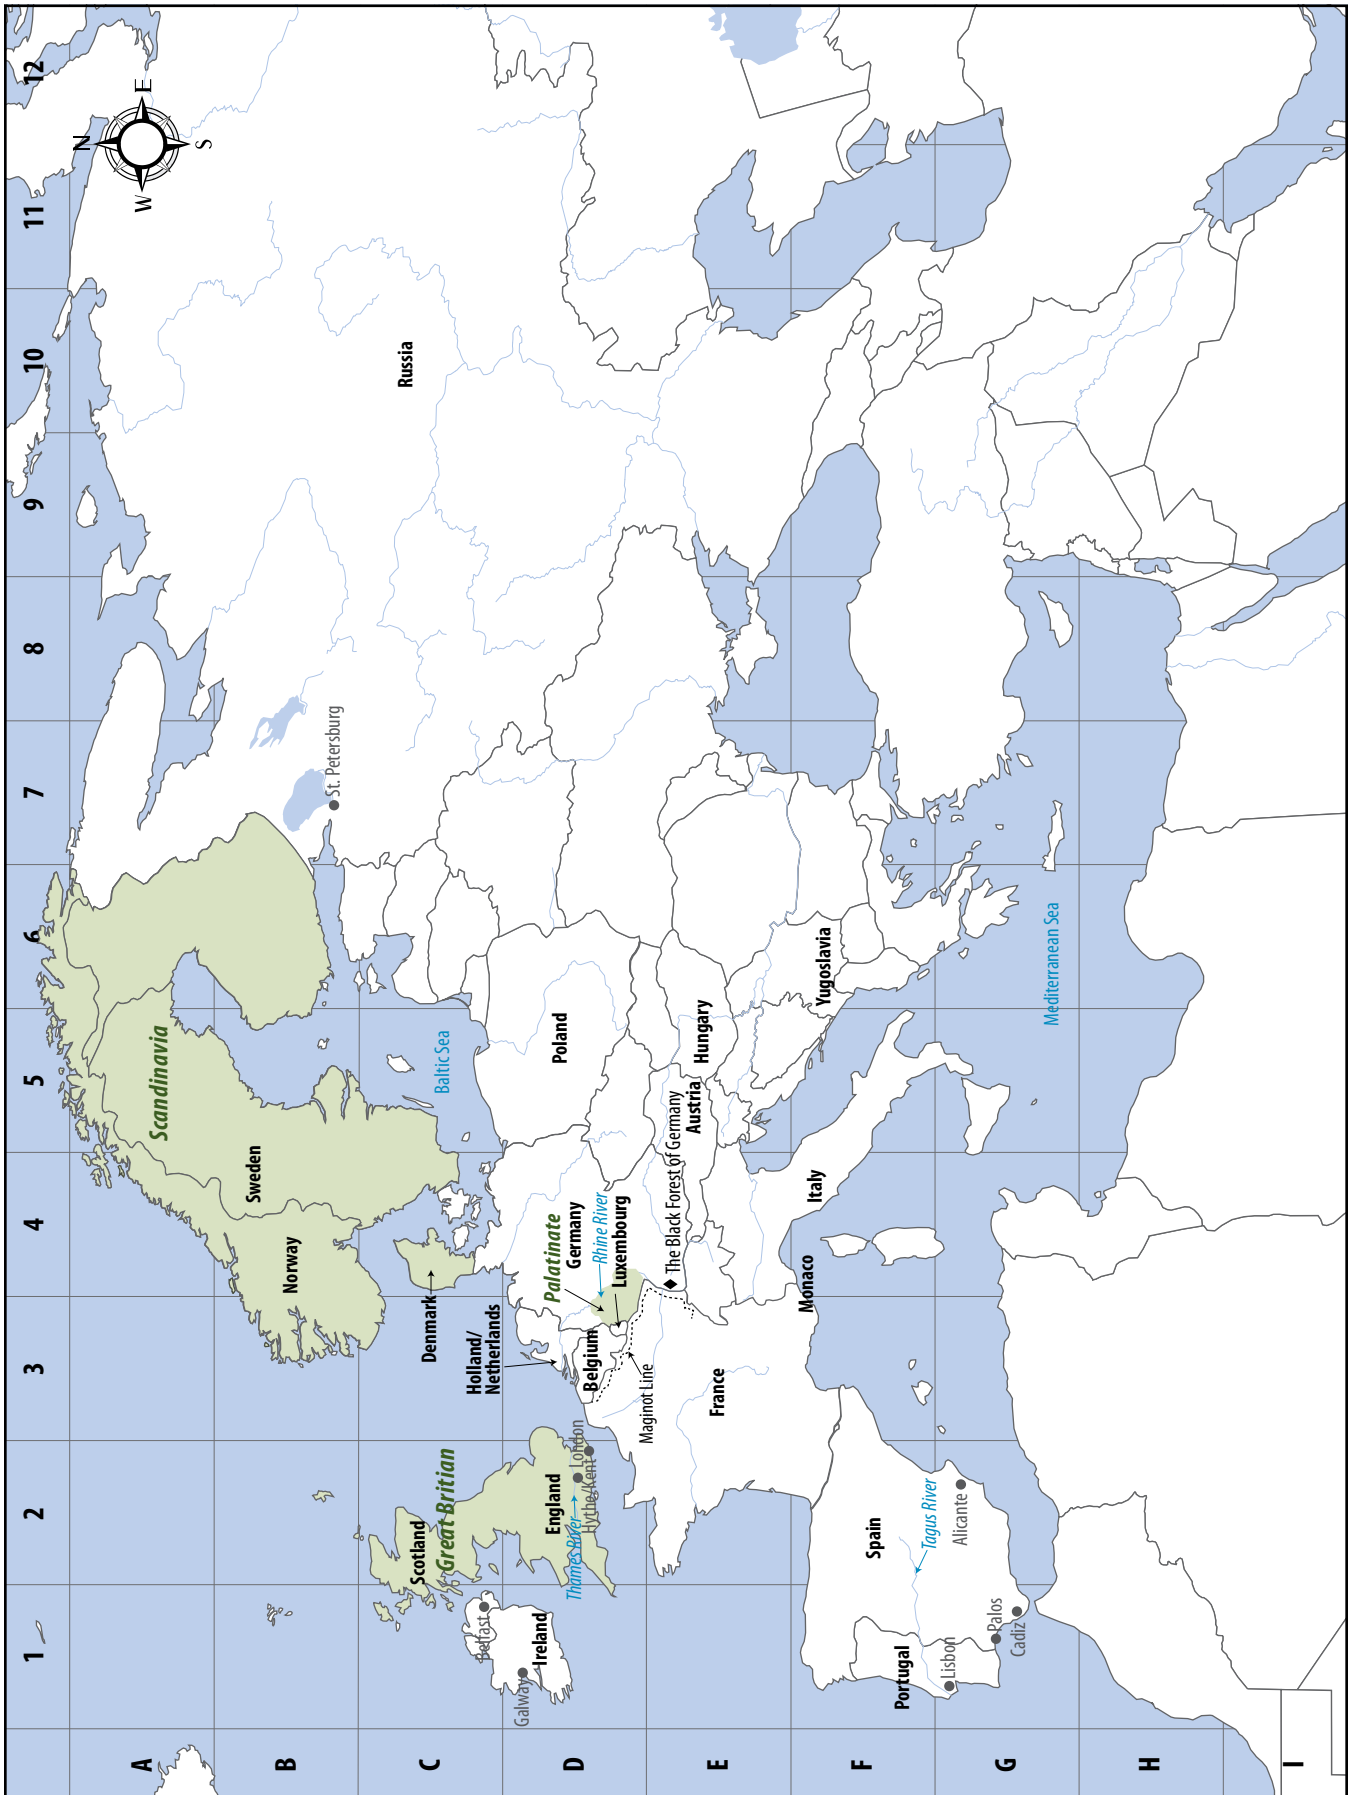 1
2
3
4
5
6
7
8
9
10
11
12
A
B
C
D
E
F
G
H
I
N
E
S
W
Scandinavia
Sweden
Norway
Denmark
Baltic Sea
St. Petersburg
Russia
Scotland
Great Britian
England
London
Hythe/Kent
Thames River
Belfast
Ireland
Galway
Holland/
Netherlands
Belgium
Palatinate
Germany
Rhine River
Luxembourg
The Black Forest of Germany
Maginot Line
Poland
Austria
Hungary
France
Monaco
Italy
Yugoslavia
Spain
Portugal
Tagus River
Lisbon
Alicante
Palos
Cadiz
Mediterranean Sea